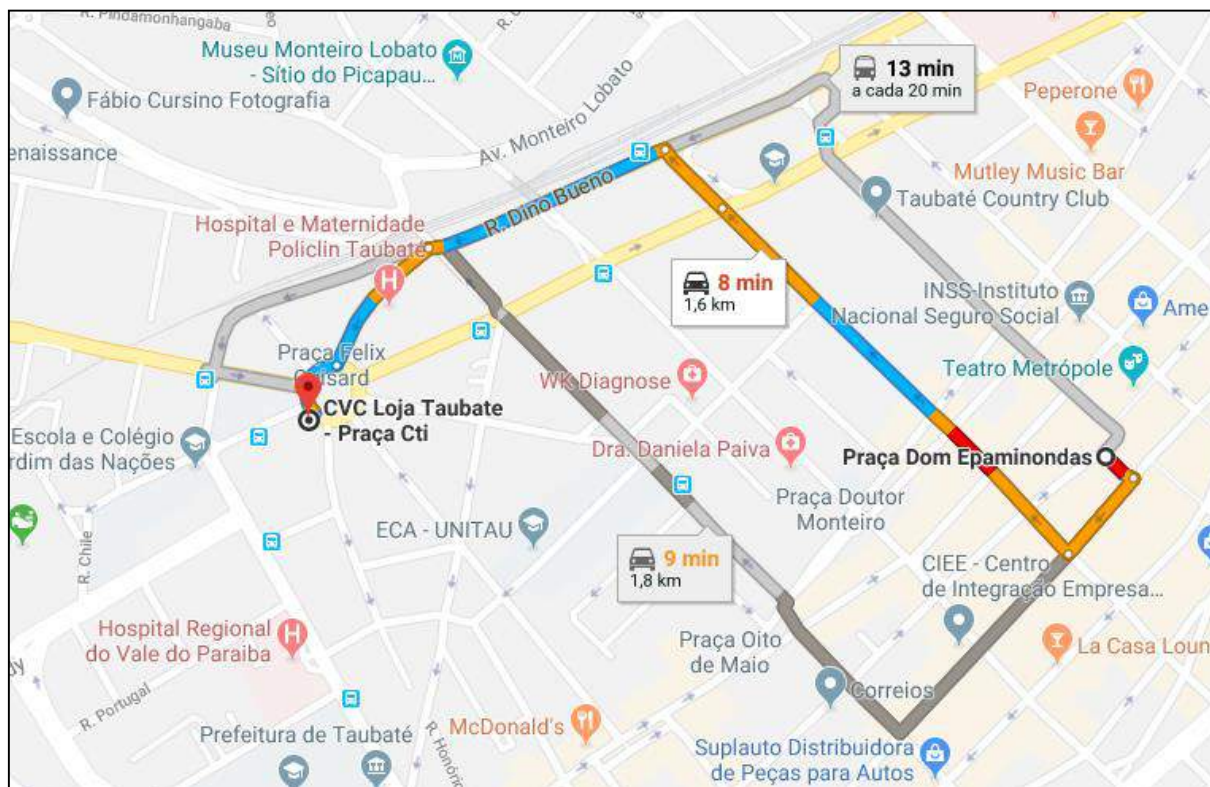 R. Pindamonhangaba
Museu Monteiro Lobato
- Sítio do Picapau...
Fábio Cursino Fotografia
enaissance
Av. Monteiro Lobato
13 min
a cada 20 min
Peperone
Mutley Music Bar
Taubaté Country Club
R. Dino Bueno
Hospital e Maternidade
Policlin Taubaté
8 min
1,6 km
INSS-Instituto
Nacional Seguro Social
Ame
Teatro Metrópole
Praça Felix
Guisard
CVC Loja Taubate
- Praça Cti
WK Diagnose
Escola e Colégio
rdim das Nações
Dra. Daniela Paiva
Praça Dom Epaminondas
Praça Doutor
Monteiro
ECA - UNITAU
R. Chile
9 min
1,8 km
CIEE - Centro
de Integração Empresa...
Hospital Regional
do Vale do Paraiba
Praça Oito
de Maio
La Casa Loun
Correios
R. Portugal
McDonald's
Prefeitura de Taubaté
R. Honório
Suplauto Distribuidora
de Peças para Autos